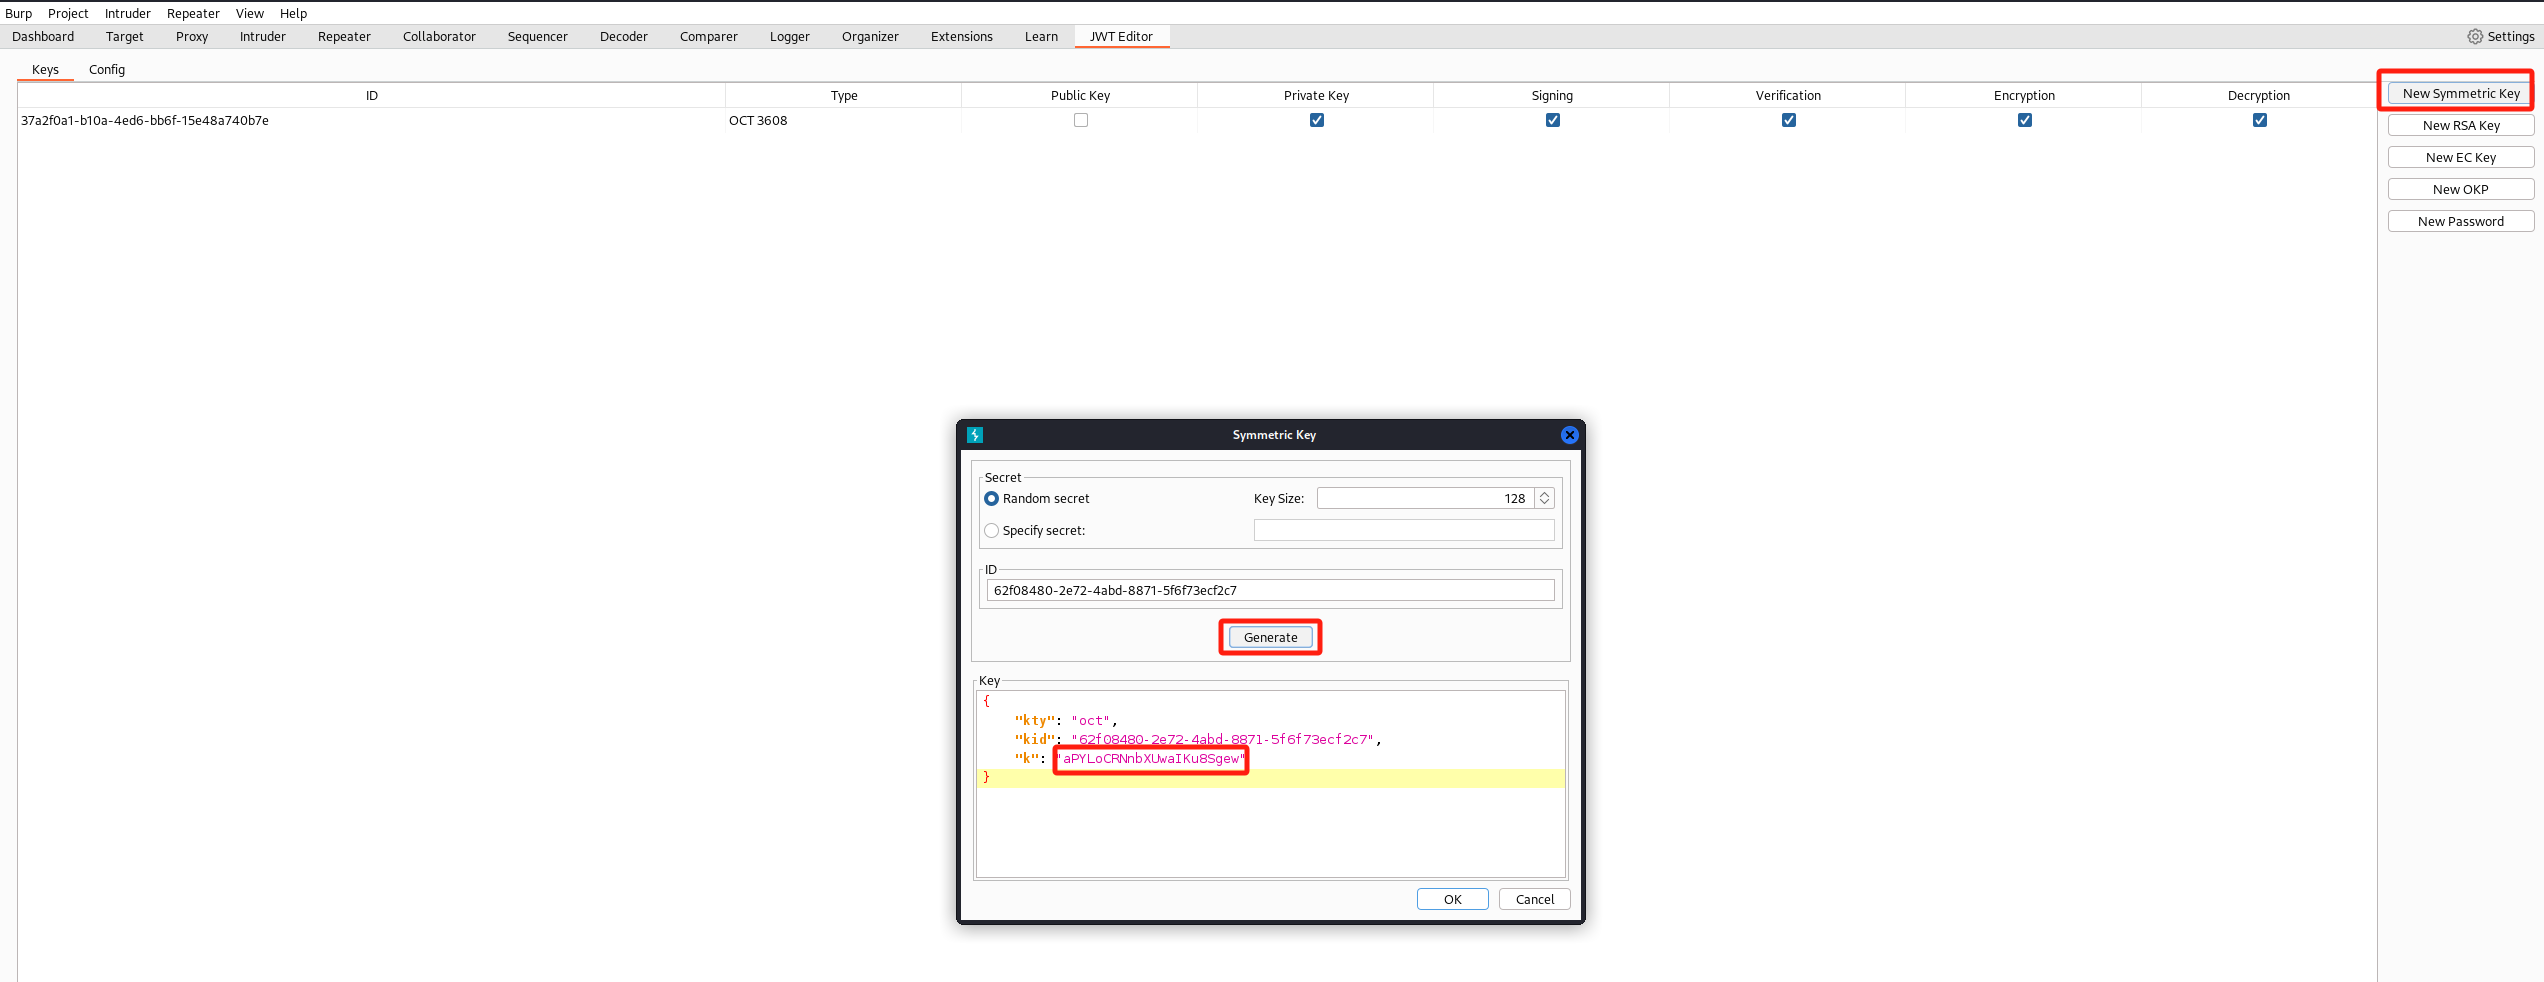 Burp Project Intruder Repeater View Help
Dashboard Target Proxy Intruder Repeater Collaborator Sequencer Decoder Comparer Logger Organizer Extensions Learn JWT Editor Settings
Keys Config
ID Type Public Key Private Key Signing Verification Encryption Decryption
37a2f0a1-b10a-4ed6-bb6f-15e48a740b7e OCT 3608
New Symmetric Key
New RSA Key
New EC Key
New OKP
New Password
Symmetric Key
Secret
Random secret Key Size: 128
Specify secret:
ID
62f08480-2e72-4abd-8871-5f6f73ecf2c7
Generate
Key
{
"kty": "oct",
"kid": "62f08480-2e72-4abd-8871-5f6f73ecf2c7",
"k": "aPYLoCRNnbXUwaIKu8Sgew"
}
OK Cancel